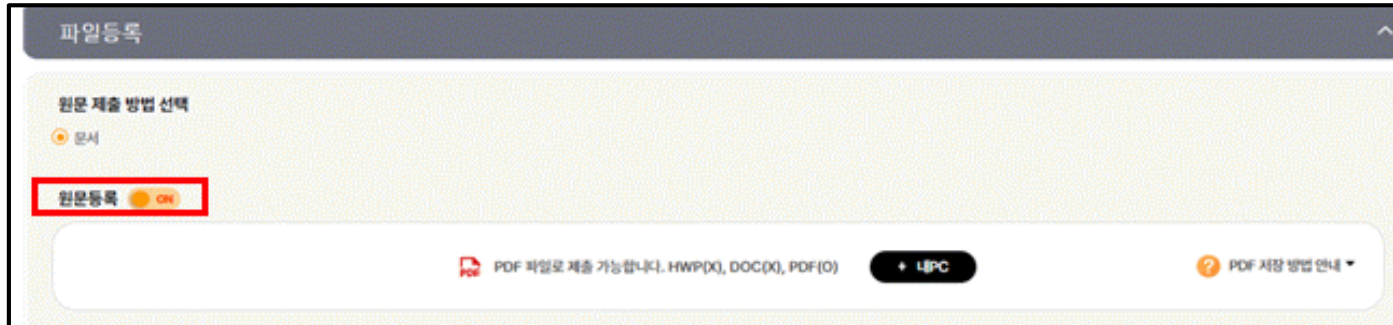 파일등록
원문 제출 방법 선택
문서
원문등록 ON
PDF PDF 파일로 제출 가능합니다. HWP(X), DOC(X), PDF(O) + 내PC ? PDF 저장 방법 안내